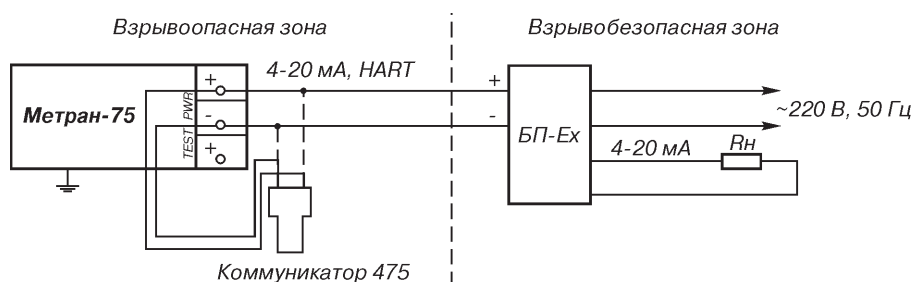 Взрывоопасная зона
Взрывобезопасная зона
4-20 мА, HART
Метран-75
TEST PWR
+
-
+
+
-
БП-Ex
~220 В, 50 Гц
4-20 мА
Rн
Коммуникатор 475